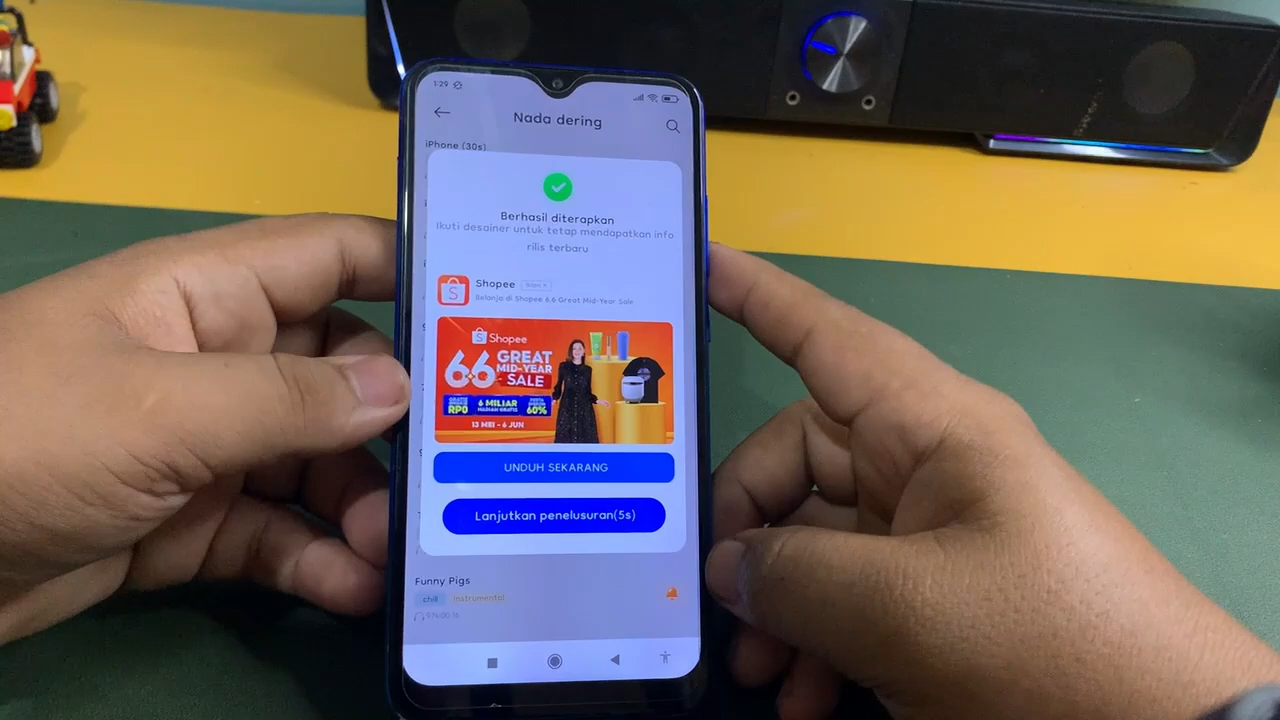 1:29
Nada dering
iPhone (30s)
Berhasil diterapkan
Ikuti desainer untuk tetap mendapatkan info
rilis terbaru
Shopee
Belanja di Shopee 6.6 Great Mid-Year Sale
Shopee
6.6 GREAT
MID-YEAR
SALE
RP0
6 MILIAR
60%
13 MEI - 6 JUN
UNDUH SEKARANG
Lanjutkan penelusuran(5s)
Funny Pigs
chill instrumental